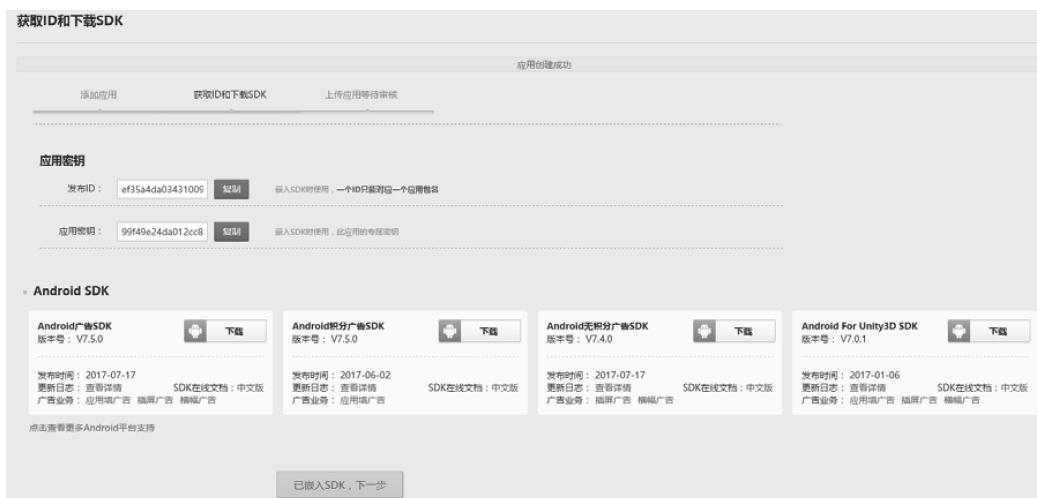 获取ID和下载SDK
应用创建成功
添加应用 获取ID和下载SDK 上传应用等待审核
应用密钥
发布ID： ef35a4da03431009 复制 嵌入SDK时使用，一个ID只能对应一个应用包名
应用密钥： 99f49e24da012cc8 复制 嵌入SDK时使用，此应用的专属密钥
Android SDK
Android广告SDK 下载
版本号： V7.5.0
发布时间： 2017-07-17
更新日志： 查看详情 SDK在线文档：中文版
广告业务： 应用墙广告 插屏广告 横幅广告
Android积分广告SDK 下载
版本号： V7.5.0
发布时间： 2017-06-02
更新日志： 查看详情 SDK在线文档：中文版
广告业务： 应用墙广告
Android无积分广告SDK 下载
版本号： V7.4.0
发布时间： 2017-07-17
更新日志： 查看详情 SDK在线文档：中文版
广告业务： 插屏广告 横幅广告
Android For Unity3D SDK 下载
版本号： V7.0.1
发布时间： 2017-01-06
更新日志： 查看详情 SDK在线文档：中文版
广告业务： 应用墙广告 插屏广告 横幅广告
点击查看更多Android平台支持
已嵌入SDK，下一步